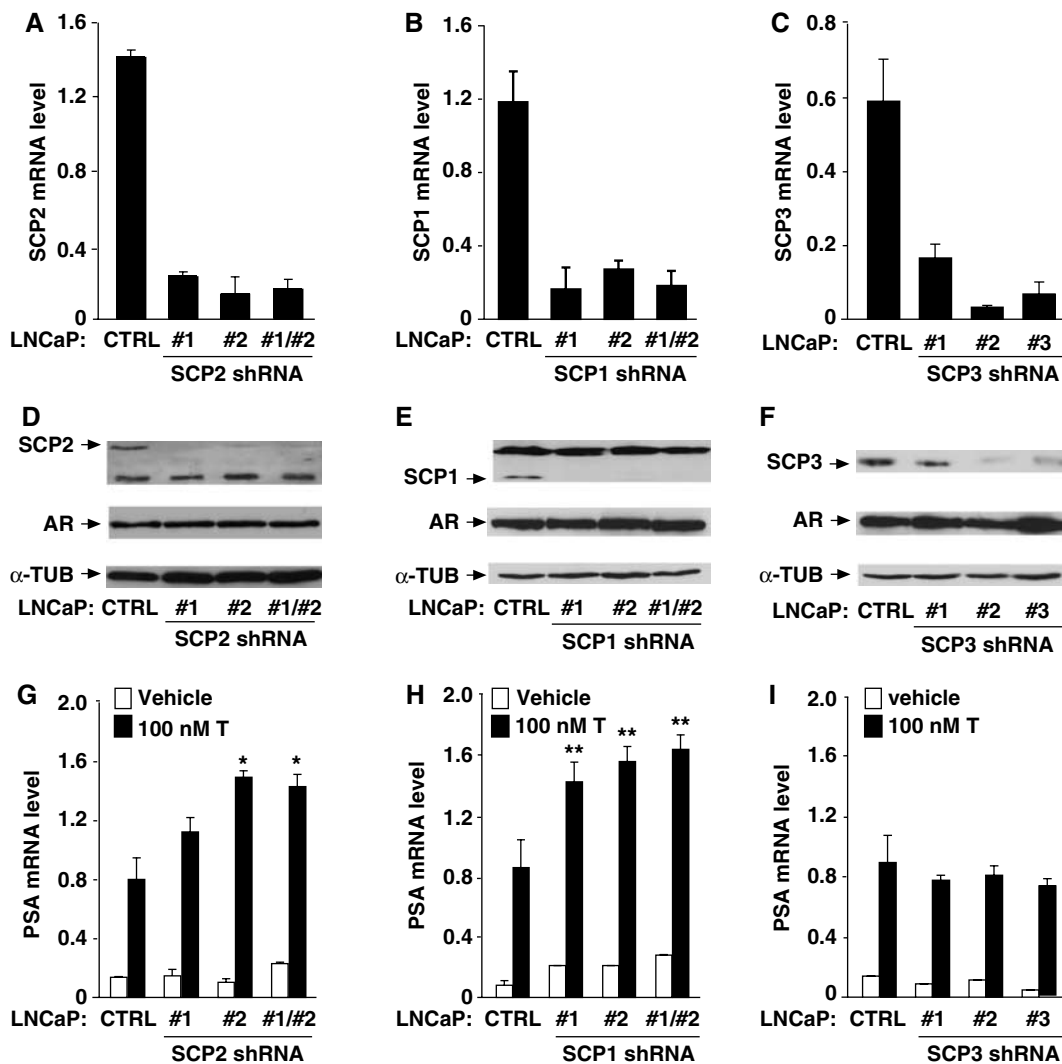 A
SCP2 mRNA level
1.6
1.2
0.8
0.4
0
LNCaP: CTRL #1 #2 #1/#2
SCP2 shRNA
B
SCP1 mRNA level
1.6
1.2
0.8
0.4
0
LNCaP: CTRL #1 #2 #1/#2
SCP1 shRNA
C
SCP3 mRNA level
0.8
0.6
0.4
0.2
0
LNCaP: CTRL #1 #2 #3
SCP3 shRNA
D
SCP2
AR
α-TUB
LNCaP: CTRL #1 #2 #1/#2
SCP2 shRNA
E
SCP1
AR
α-TUB
LNCaP: CTRL #1 #2 #1/#2
SCP1 shRNA
F
SCP3
AR
α-TUB
LNCaP: CTRL #1 #2 #3
SCP3 shRNA
G
Vehicle
100 nM T
PSA mRNA level
2.0
1.6
1.2
0.8
0.4
0
* *
LNCaP: CTRL #1 #2 #1/#2
SCP2 shRNA
H
Vehicle
100 nM T
PSA mRNA level
2.0
1.6
1.2
0.8
0.4
0
** ** **
LNCaP: CTRL #1 #2 #1/#2
SCP1 shRNA
I
vehicle
100 nM T
PSA mRNA level
2.0
1.6
1.2
0.8
0.4
0
LNCaP: CTRL #1 #2 #3
SCP3 shRNA